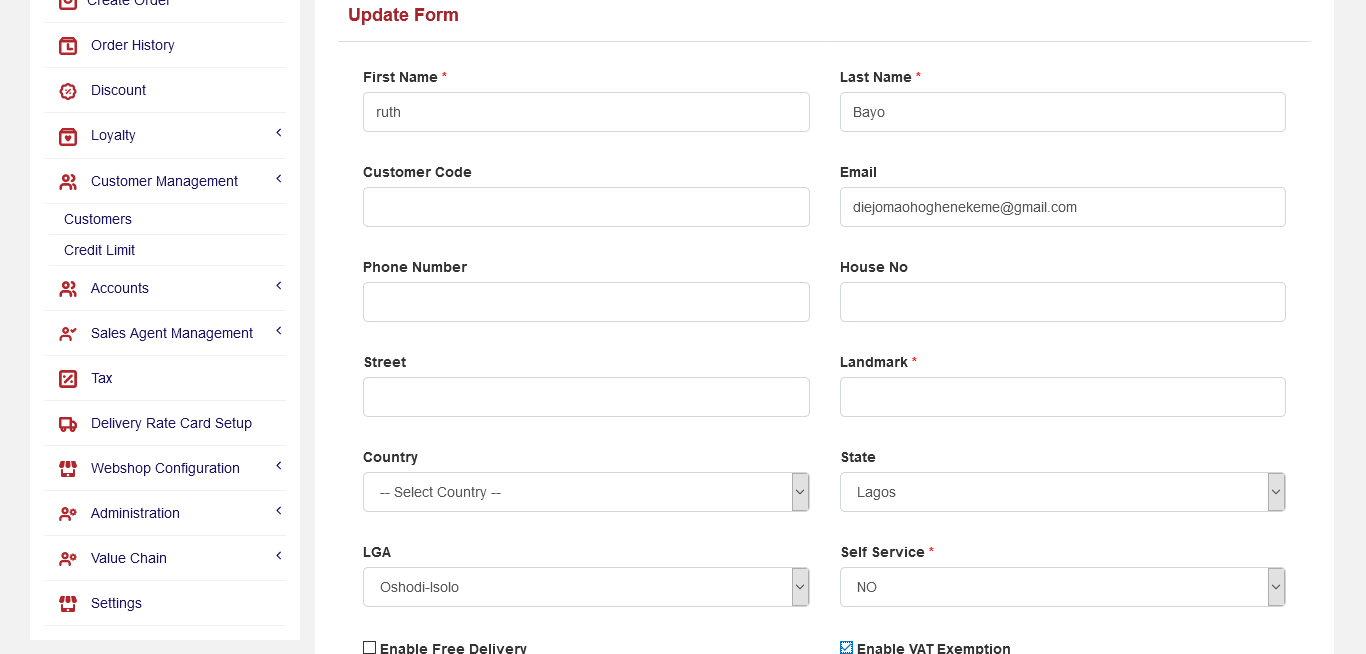 Create Order
Order History
Discount
Loyalty
Customer Management
Customers
Credit Limit
Accounts
Sales Agent Management
Tax
Delivery Rate Card Setup
Webshop Configuration
Administration
Value Chain
Settings
Update Form
First Name *
Last Name *
ruth
Bayo
Customer Code
Email
diejomaohoghenekeme@gmail.com
Phone Number
House No
Street
Landmark *
Country
State
-- Select Country --
Lagos
LGA
Self Service *
Oshodi-Isolo
NO
Enable Free Delivery
Enable VAT Exemption